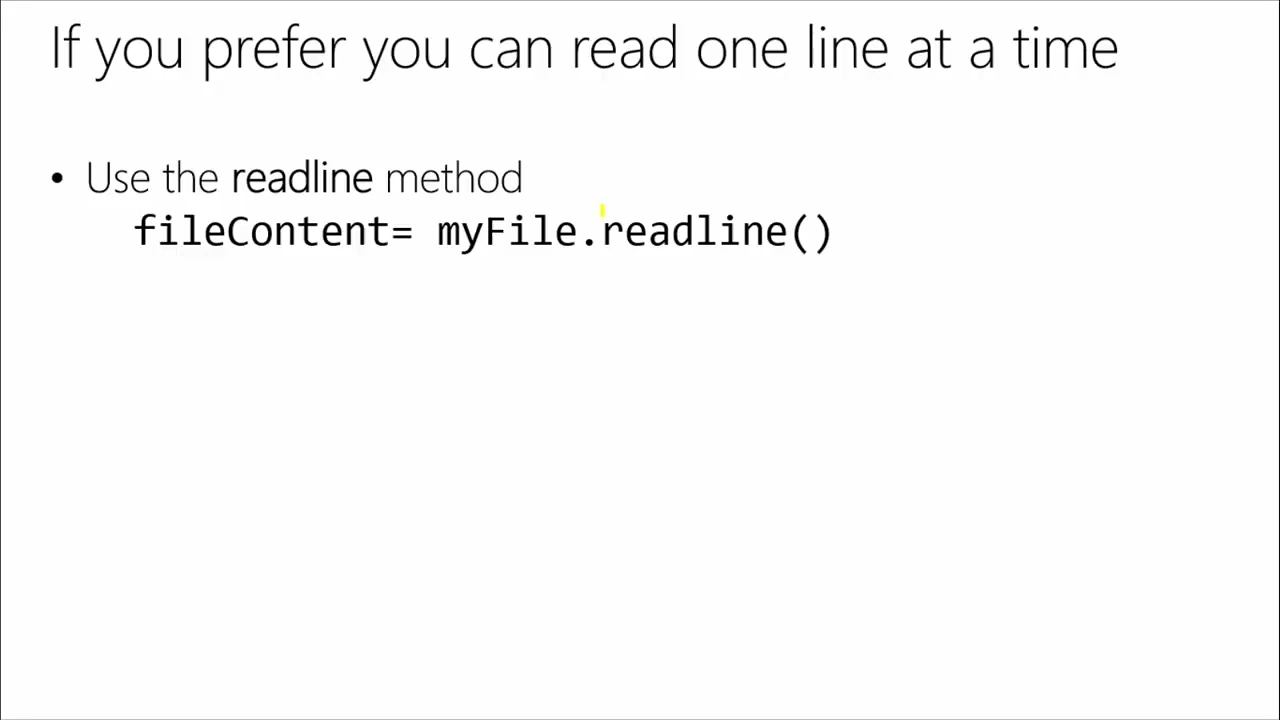 If you prefer you can read one line at a time
• Use the readline method
fileContent= myFile.readline()